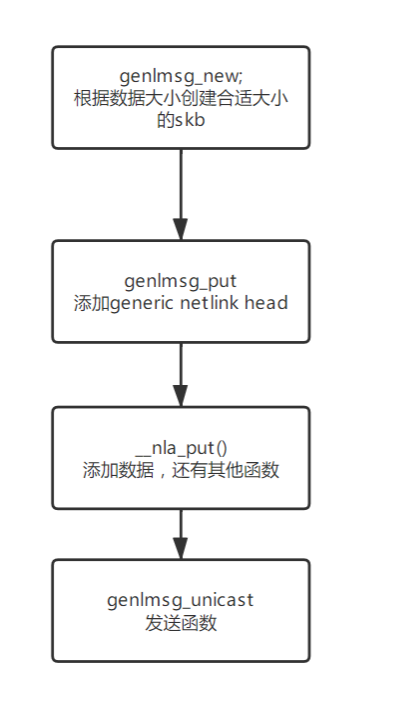 genlmsg_new;
根据数据大小创建合适大小
的skb
genlmsg_put
添加generic netlink head
__nla_put()
添加数据，还有其他函数
genlmsg_unicast
发送函数